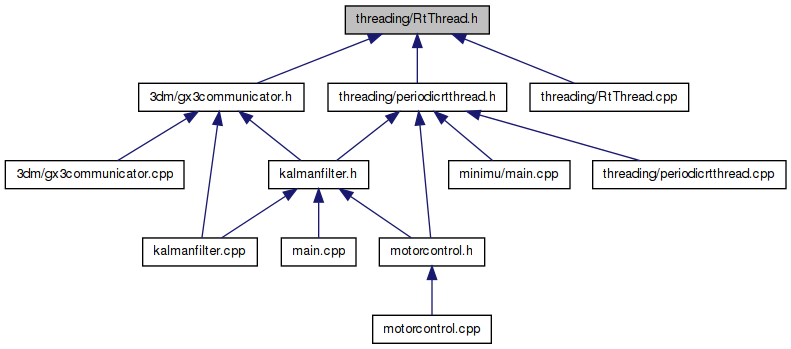 threading/RtThread.h
3dm/gx3communicator.h
threading/periodicrtthread.h
threading/RtThread.cpp
3dm/gx3communicator.cpp
kalmanfilter.h
minimu/main.cpp
threading/periodicrtthread.cpp
kalmanfilter.cpp
main.cpp
motorcontrol.h
motorcontrol.cpp